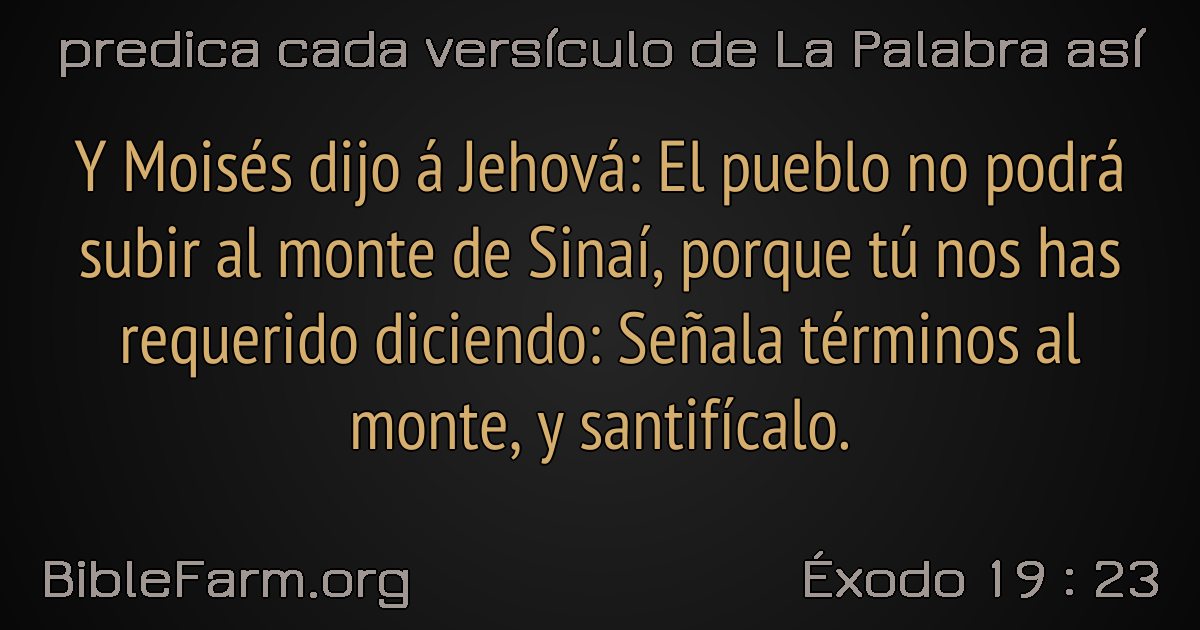 predica cada versículo de La Palabra así
Y Moisés dijo á Jehová: El pueblo no podrá
subir al monte de Sinaí, porque tú nos has
requerido diciendo: Señala términos al
monte, y santifícalo.
BibleFarm.org
Éxodo 19 : 23